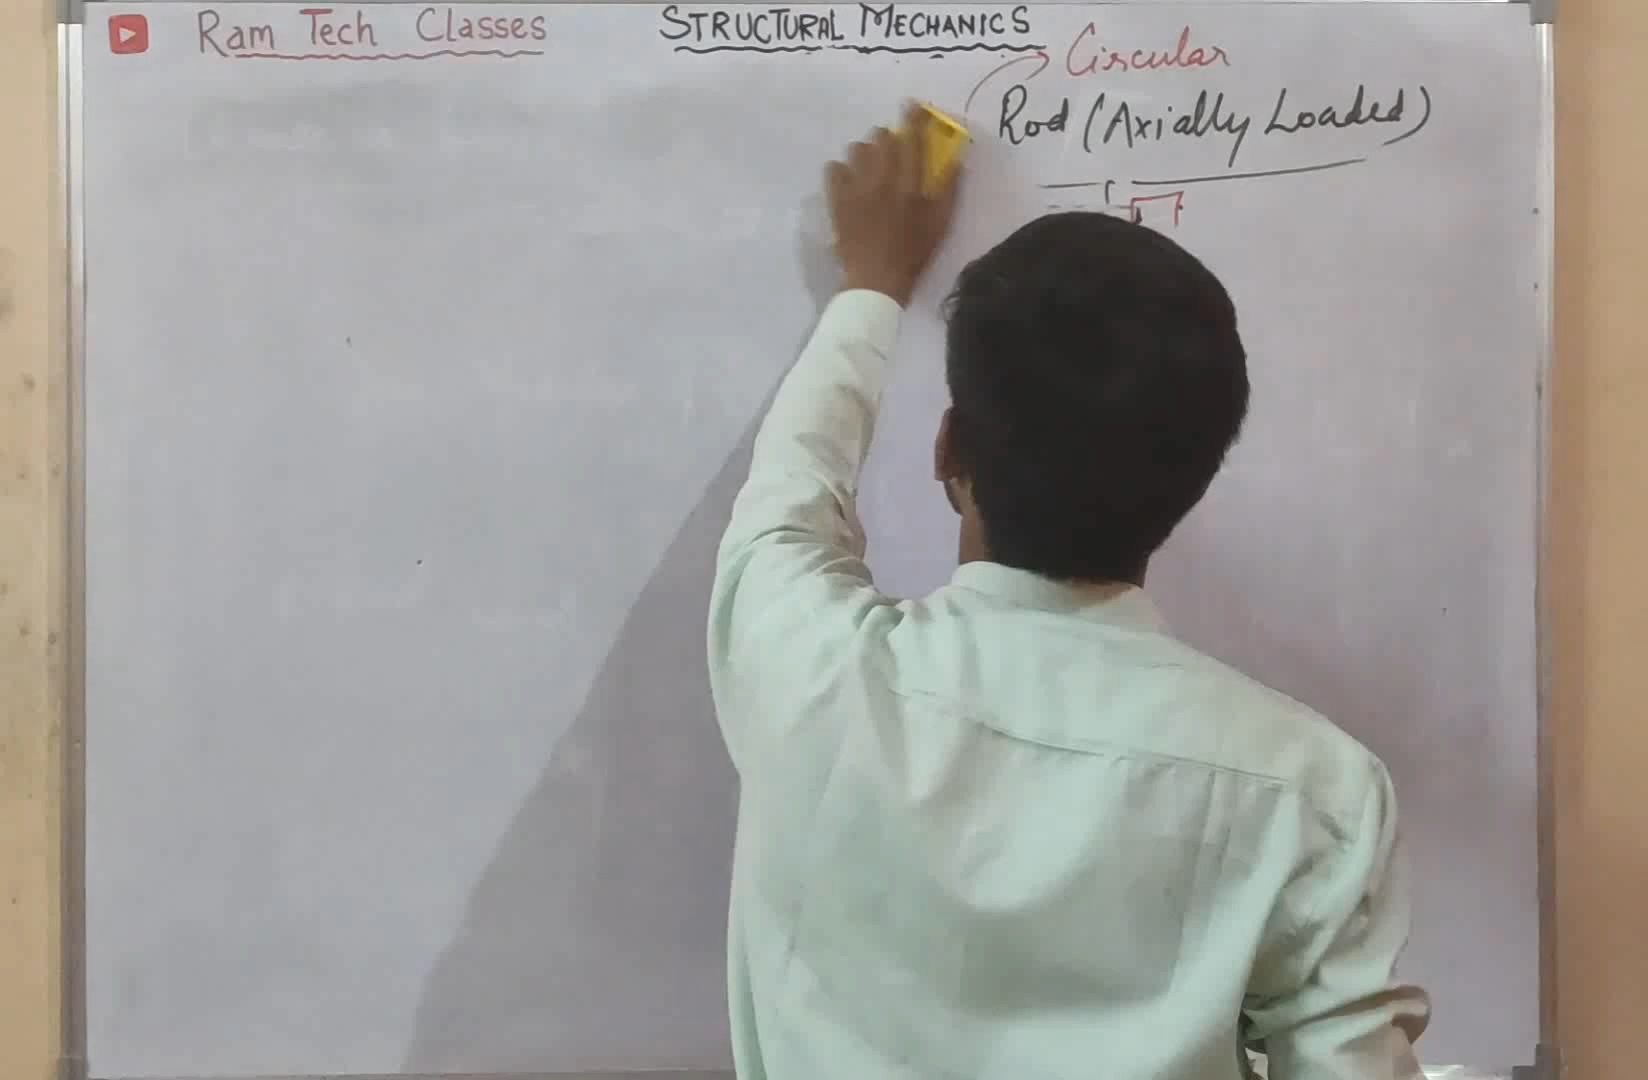 Ram Tech Classes
STRUCTURAL MECHANICS
Circular
Rod (Axially Loaded)